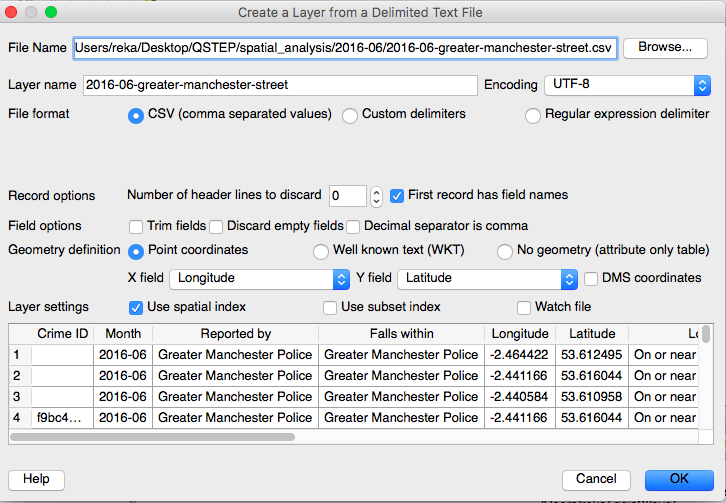 Create a Layer from a Delimited Text File
File Name Users/reka/Desktop/QSTEP/spatial_analysis/2016-06/2016-06-greater-manchester-street.csv Browse...
Layer name 2016-06-greater-manchester-street Encoding UTF-8
File format CSV (comma separated values) Custom delimiters Regular expression delimiter
Record options Number of header lines to discard 0 First record has field names
Field options Trim fields Discard empty fields Decimal separator is comma
Geometry definition Point coordinates Well known text (WKT) No geometry (attribute only table)
X field Longitude Y field Latitude DMS coordinates
Layer settings Use spatial index Use subset index Watch file
Crime ID Month Reported by Falls within Longitude Latitude Lo
1 2016-06 Greater Manchester Police Greater Manchester Police -2.464422 53.612495 On or near
2 2016-06 Greater Manchester Police Greater Manchester Police -2.441166 53.616044 On or near
3 2016-06 Greater Manchester Police Greater Manchester Police -2.440584 53.610958 On or near
4 f9bc4... 2016-06 Greater Manchester Police Greater Manchester Police -2.441166 53.616044 On or near
Help Cancel OK